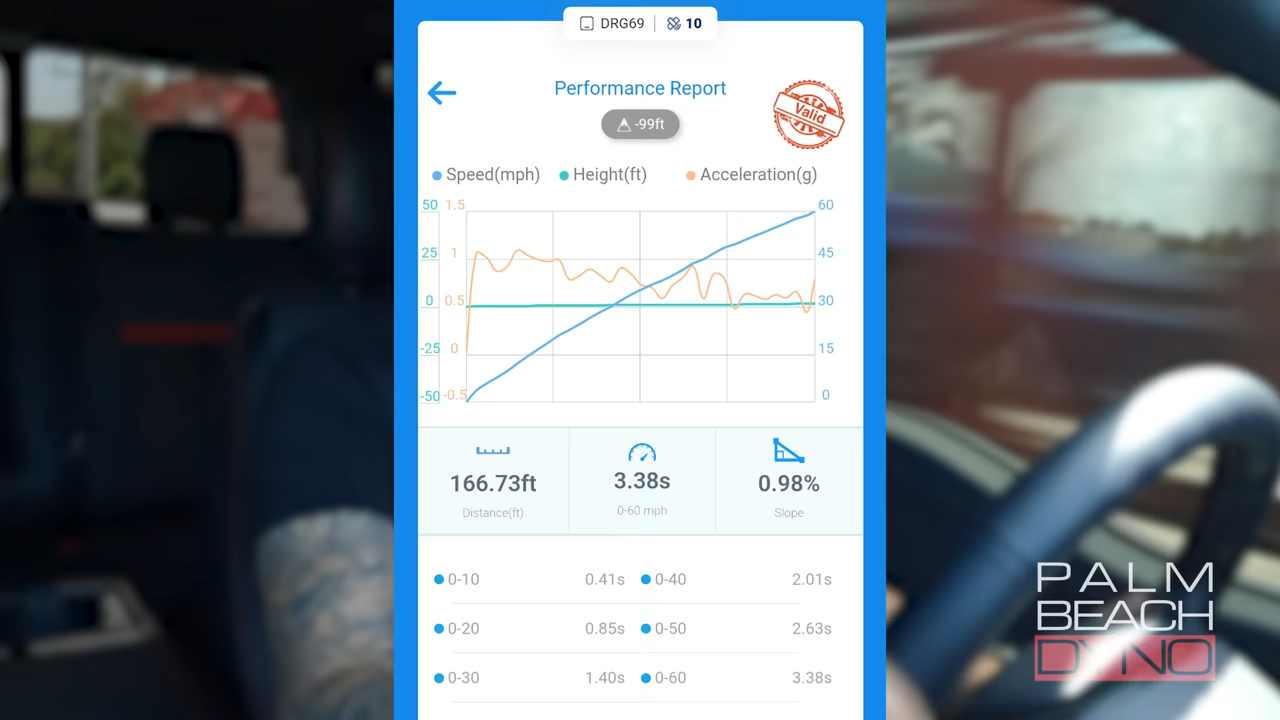 DRG69 10
Performance Report
-99ft
Valid
Speed(mph) Height(ft) Acceleration(g)
50 1.5 60
25 1 45
0 0.5 30
-25 0 15
-50 -0.5 0
166.73ft 3.38s 0.98%
Distance(ft) 0-60 mph Slope
0-10 0.41s 0-40 2.01s
0-20 0.85s 0-50 2.63s
0-30 1.40s 0-60 3.38s
PALM
BEACH
DYNO